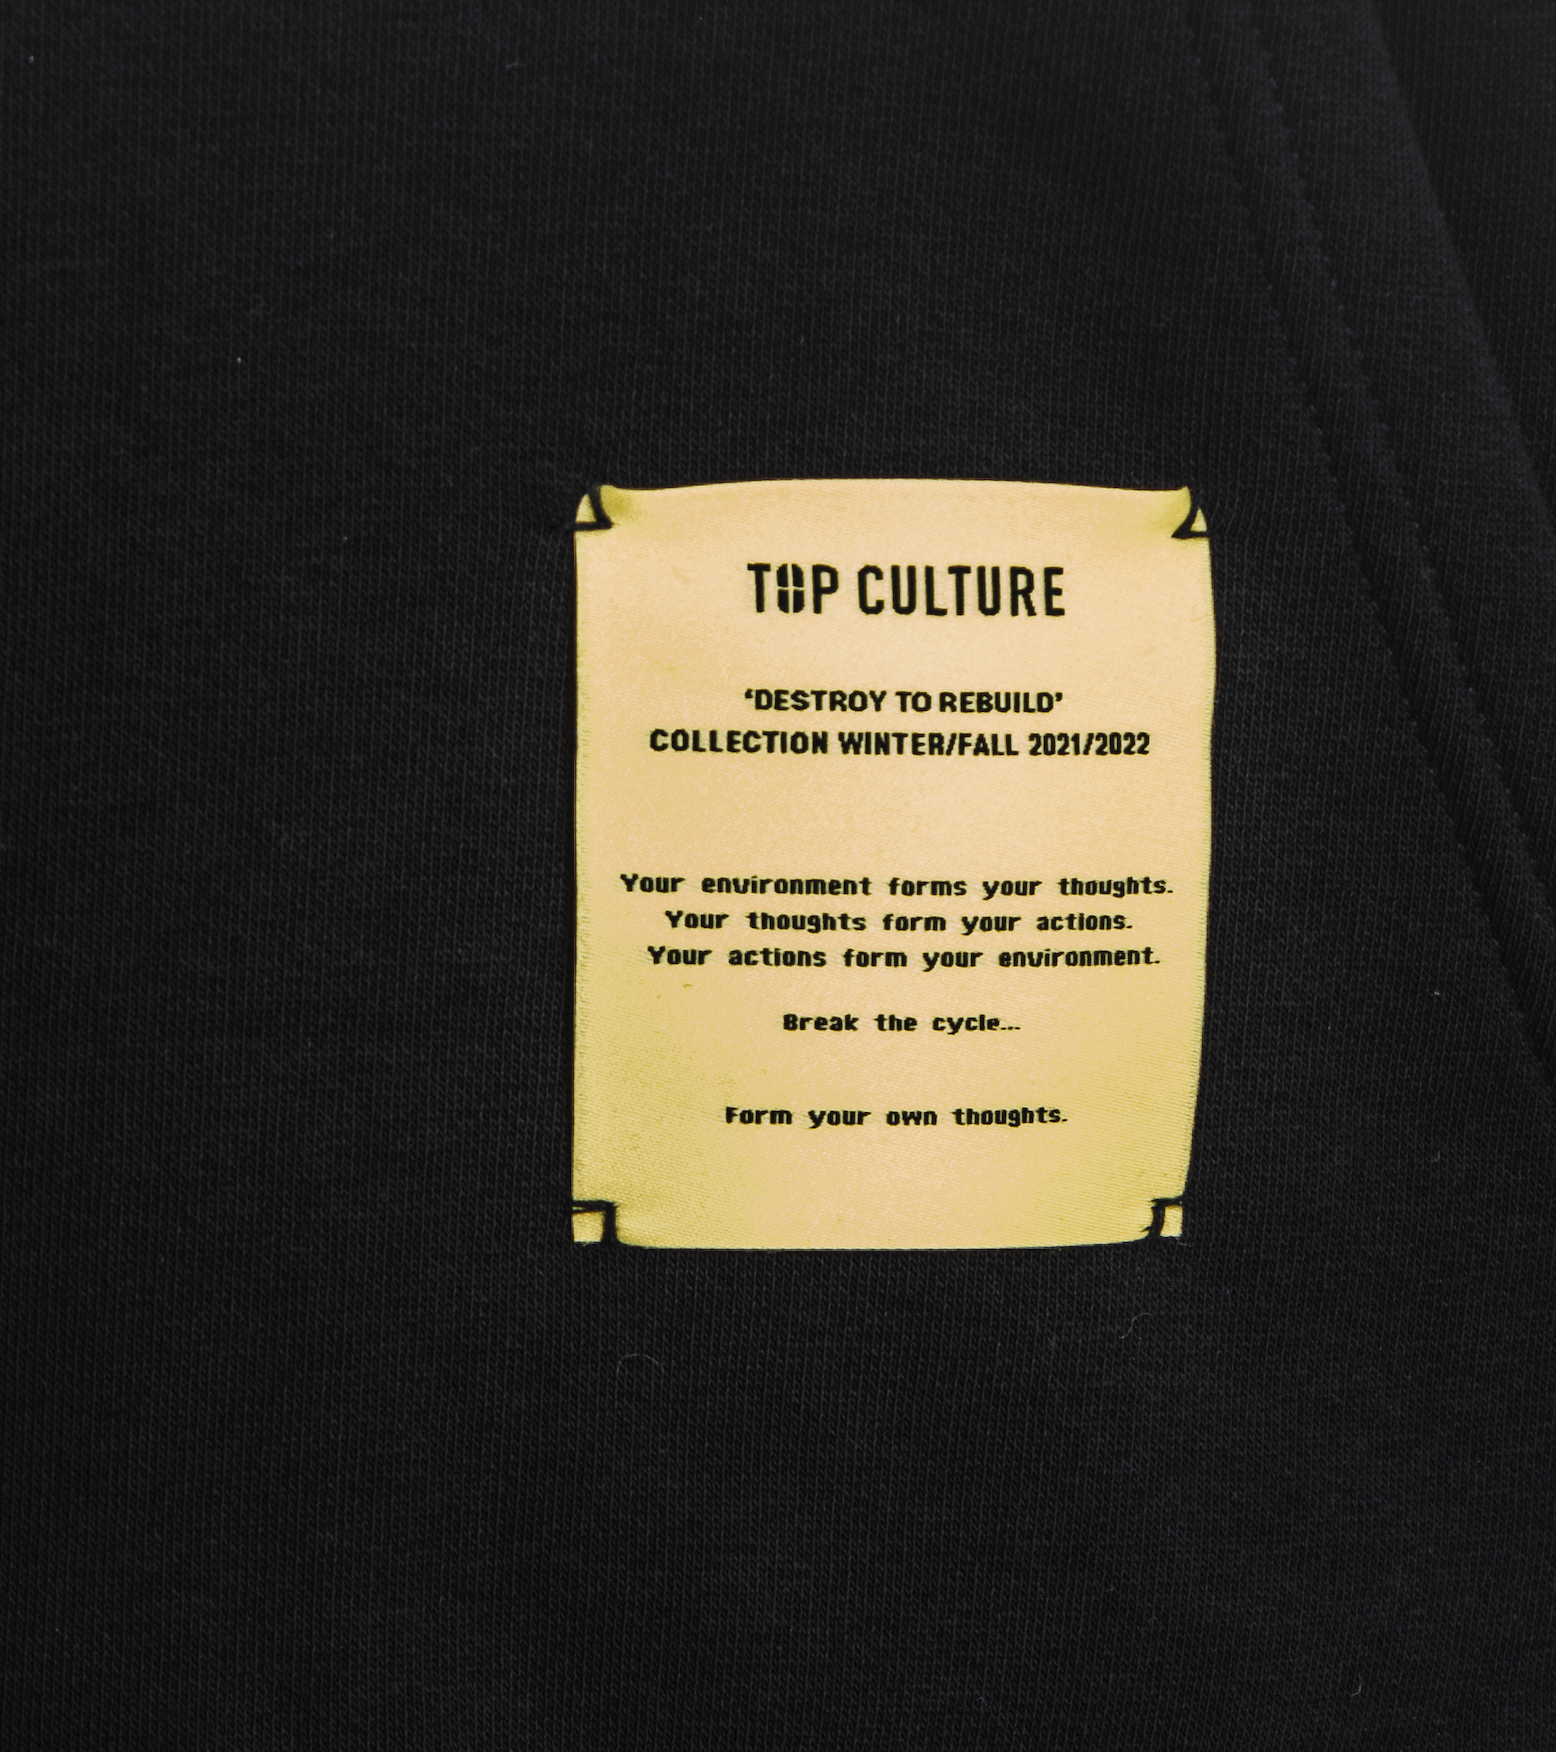 TOP CULTURE
‘DESTROY TO REBUILD’
COLLECTION WINTER/FALL 2021/2022
Your environment forms your thoughts.
Your thoughts form your actions.
Your actions form your environment.
Break the cycle...
Form your own thoughts.